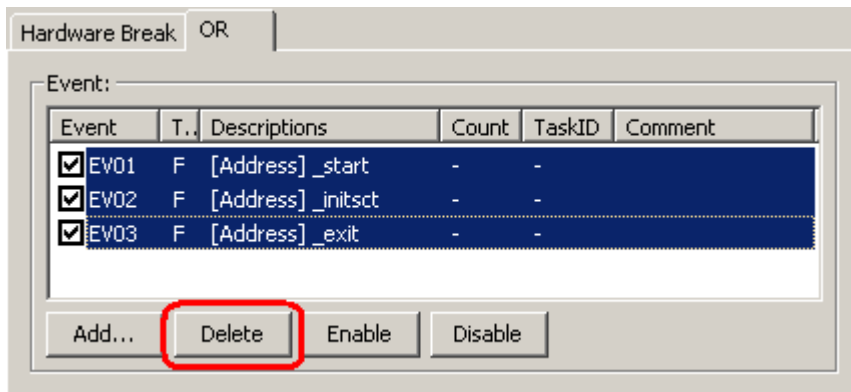 Hardware Break OR
Event:
Event T.. Descriptions Count TaskID Comment
EV01 F [Address] _start - -
EV02 F [Address] _initsct - -
EV03 F [Address] _exit - -
Add... Delete Enable Disable